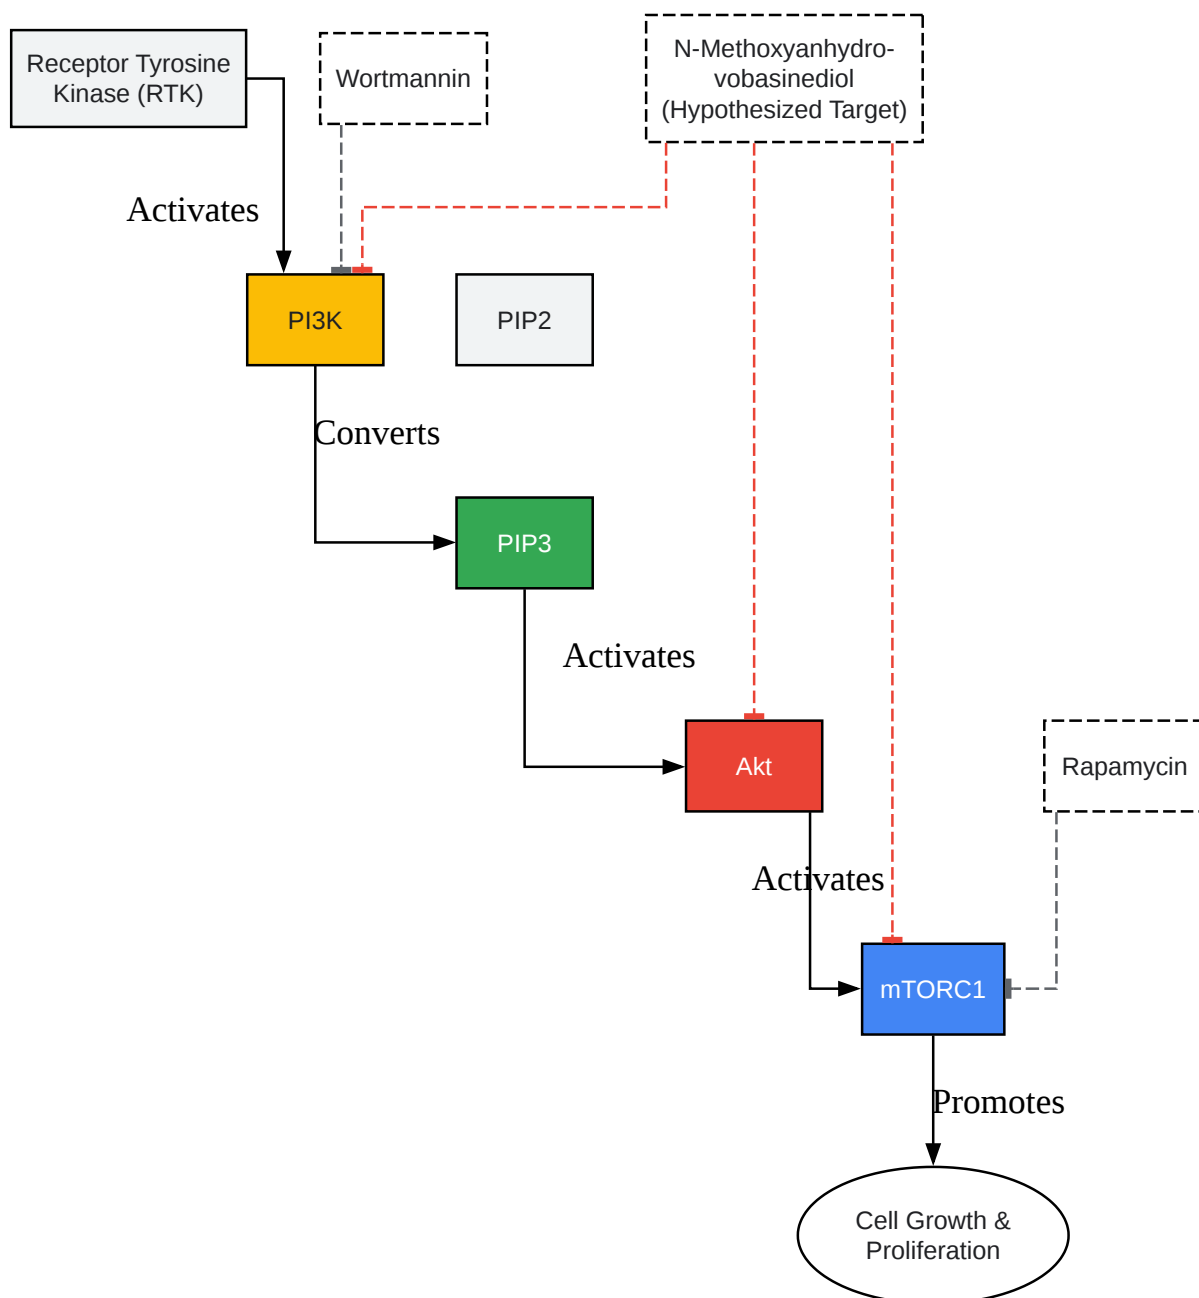 Receptor Tyrosine
Kinase (RTK)
Wortmannin
N-Methoxyanhydro-
vobasinediol
(Hypothesized Target)
Activates
PI3K
PIP2
Converts
PIP3
Activates
Akt
Rapamycin
Activates
mTORC1
Promotes
Cell Growth &
Proliferation